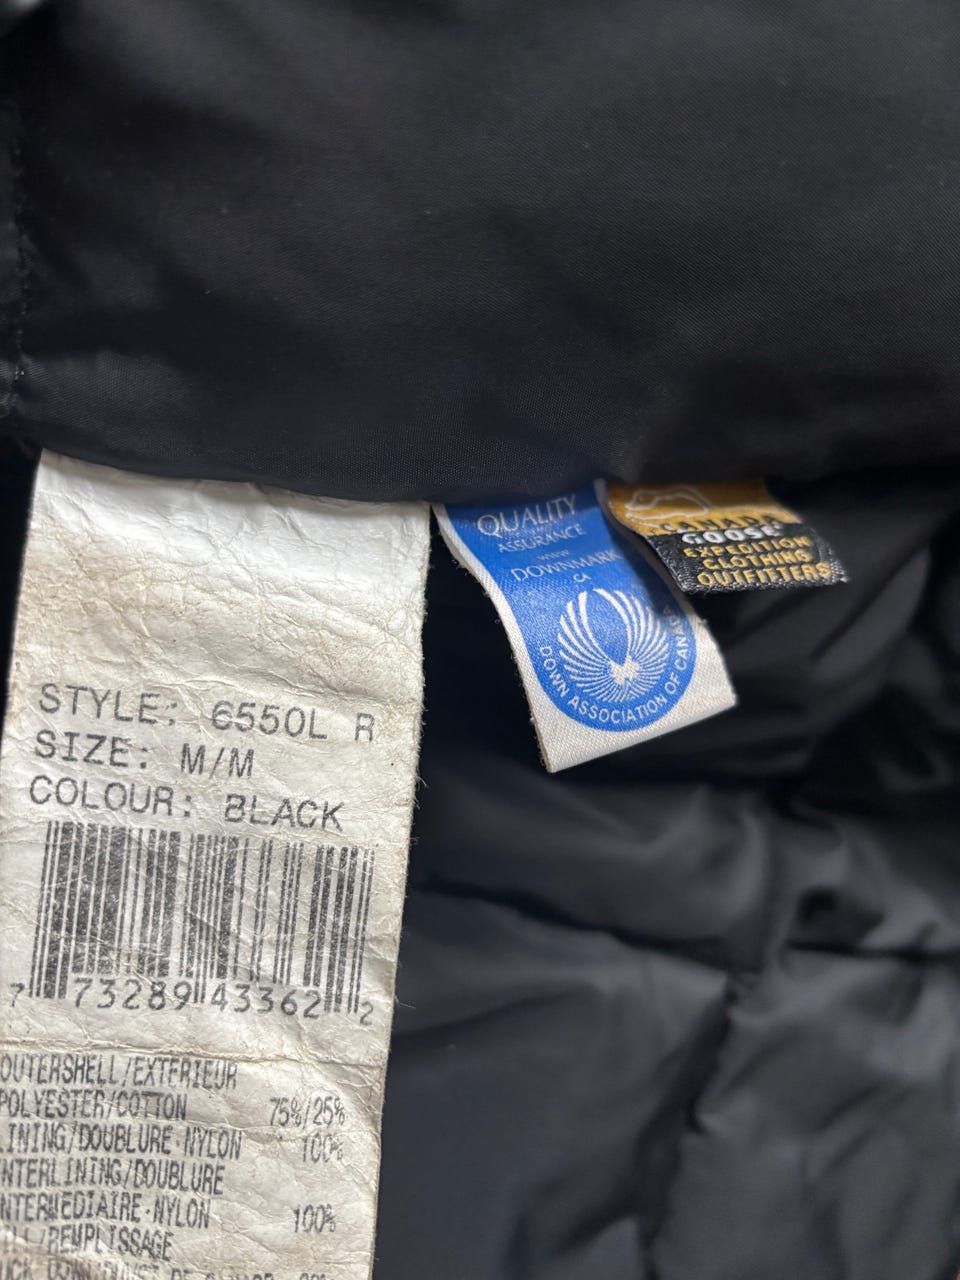 STYLE: 6550L R
SIZE: M/M
COLOUR: BLACK
7 73289 43362 2
OUTERSHELL/EXTERIEUR
POLYESTER/COTTON 75%/25%
LINING/DOUBLURE-NYLON 100%
INTERLINING/DOUBLURE
INTERMEDIAIRE-NYLON 100%
FILL/REMPLISSAGE
QUALITY
ASSURANCE
WWW
DOWNMARK
CA
DOWN ASSOCIATION OF CANADA
CANADA
GOOSE
EXPEDITION
CLOTHING
OUTFITTERS